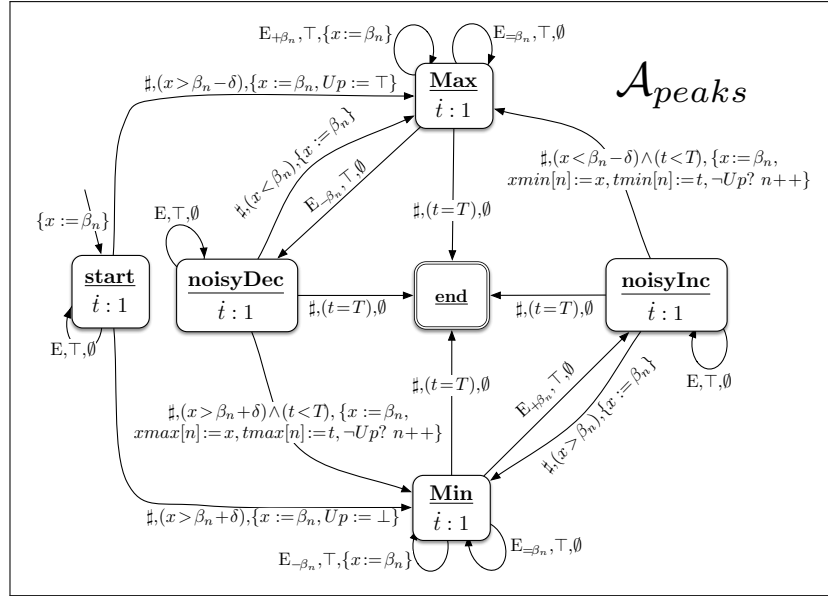 E+βn,⊤,{x:=βn}
E=βn,⊤,∅
Max
ṫ : 1
𝒜peaks
♯,(x>βn−δ),{x:=βn, Up:=⊤}
♯,(x<βn),{x:=βn}
E−βn,⊤,∅
♯,(x<βn−δ)∧(t<T), {x:=βn,
xmin[n]:=x,tmin[n]:=t,¬Up? n++}
♯,(t=T),∅
{x:=βn}
E,⊤,∅
start
ṫ : 1
noisyDec
ṫ : 1
end
noisyInc
ṫ : 1
♯,(t=T),∅
♯,(t=T),∅
E,⊤,∅
E,⊤,∅
♯,(t=T),∅
♯,(x>βn+δ)∧(t<T), {x:=βn,
xmax[n]:=x,tmax[n]:=t,¬Up? n++}
E+βn,⊤,∅
♯,(x>βn),{x:=βn}
Min
ṫ : 1
♯,(x>βn+δ),{x:=βn, Up:=⊥}
E−βn,⊤,{x:=βn}
E=βn,⊤,∅